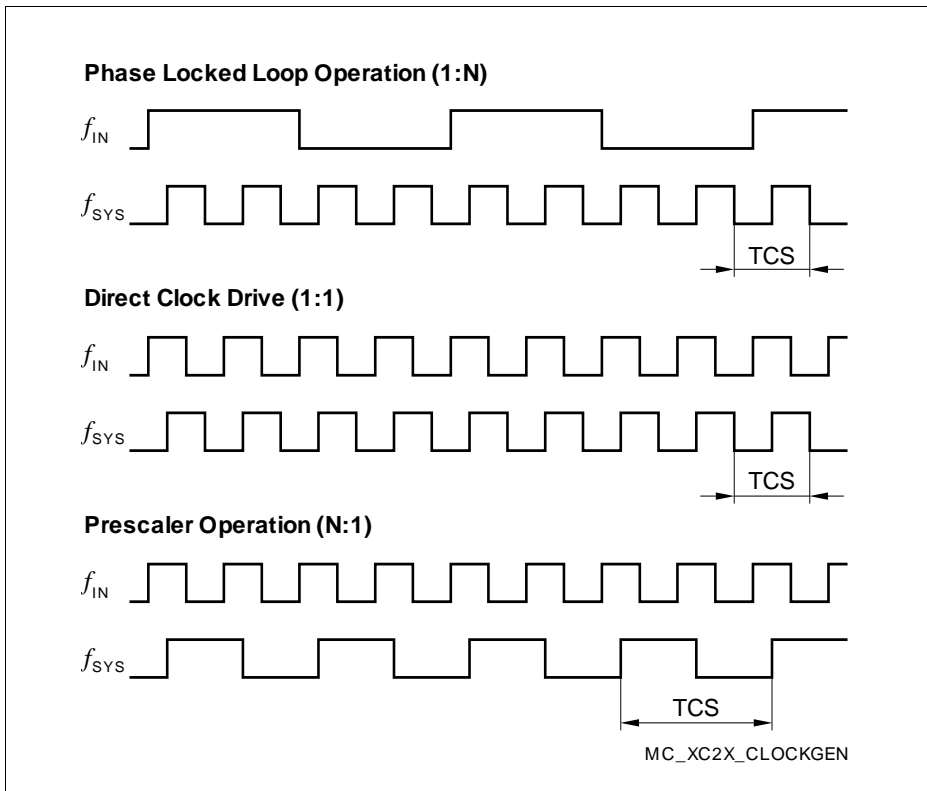 Phase Locked Loop Operation (1:N)
fIN
fSYS
TCS
Direct Clock Drive (1:1)
fIN
fSYS
TCS
Prescaler Operation (N:1)
fIN
fSYS
TCS
MC_XC2X_CLOCKGEN